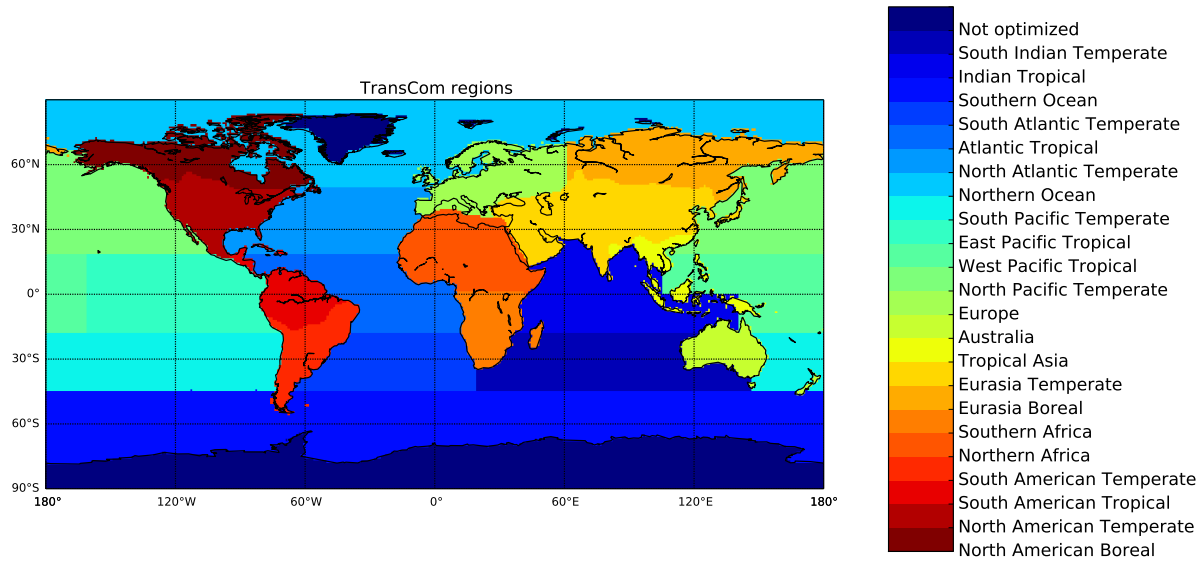 TransCom regions
60°N
30°N
0°
30°S
60°S
90°S
180° 120°W 60°W 0° 60°E 120°E 180°
Not optimized
South Indian Temperate
Indian Tropical
Southern Ocean
South Atlantic Temperate
Atlantic Tropical
North Atlantic Temperate
Northern Ocean
South Pacific Temperate
East Pacific Tropical
West Pacific Tropical
North Pacific Temperate
Europe
Australia
Tropical Asia
Eurasia Temperate
Eurasia Boreal
Southern Africa
Northern Africa
South American Temperate
South American Tropical
North American Temperate
North American Boreal